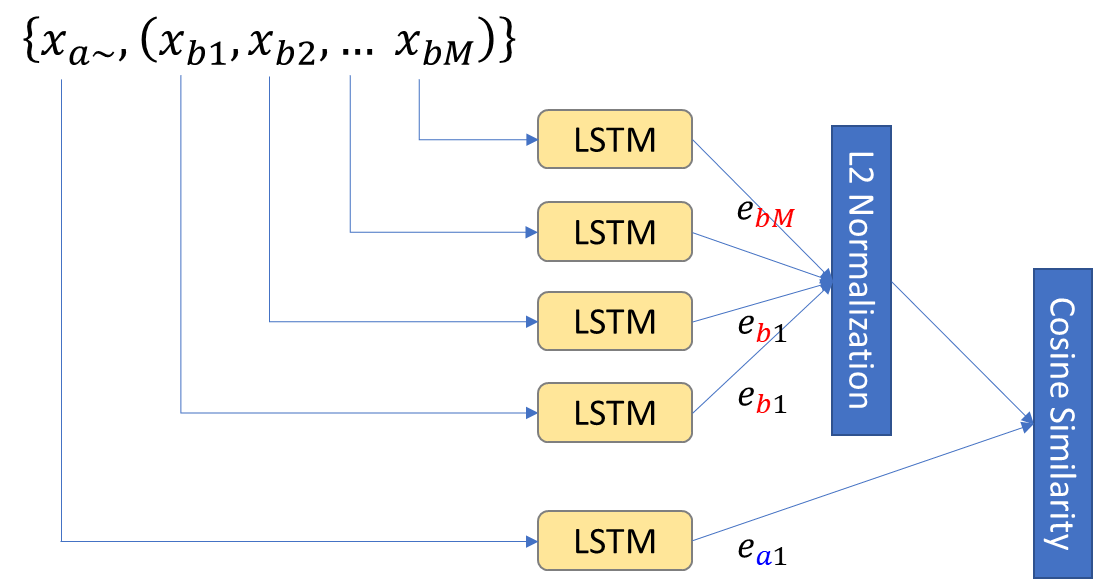 {x_{a~}, (x_{b1}, x_{b2}, … x_{bM})}
LSTM
LSTM
LSTM
LSTM
LSTM
e_{bM}
e_{b1}
e_{b1}
e_{a1}
L2 Normalization
Cosine Similarity